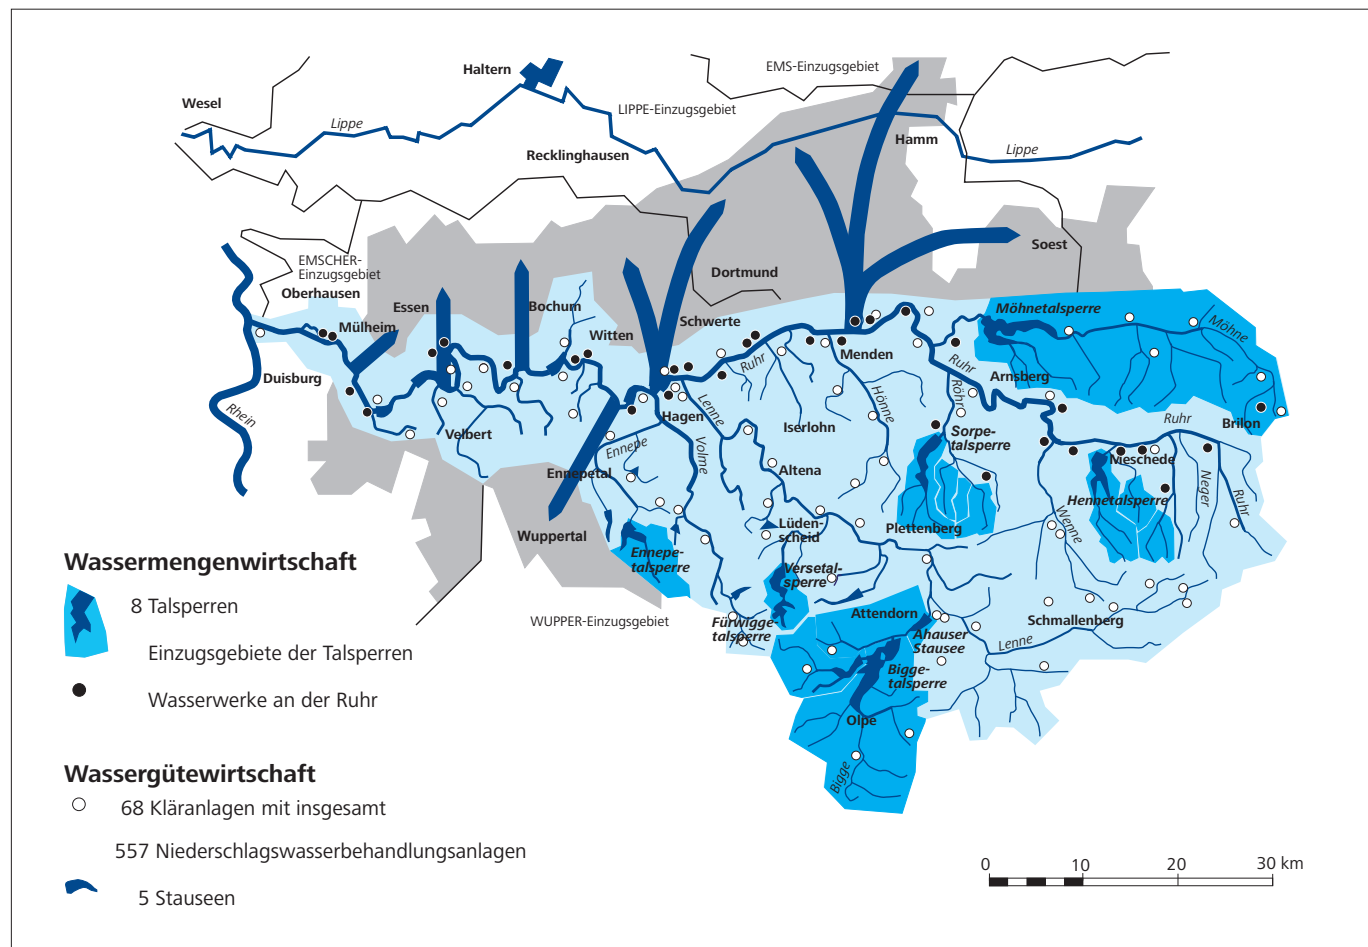 Haltern
EMS-Einzugsgebiet
Wesel
Lippe
LIPPE-Einzugsgebiet
Hamm
Recklinghausen
Lippe
Soest
EMSCHER-
Einzugsgebiet
Dortmund
Oberhausen
Essen
Bochum
Möhnetalsperre
Mülheim
Witten
Schwerte
Möhne
Menden
Ruhr
Ruhr
Duisburg
Arnsberg
Rhein
Lenne
Hönne
Röhr
Hagen
Ruhr
Brilon
Velbert
Iserlohn
Sorpe-
talsperre
Ennepe
Volme
Meschede
Ennepetal
Altena
Neger
Hennetalsperre
Ruhr
Wenne
Lüden-
scheid
Plettenberg
Wuppertal
Ennepe-
talsperre
Versetal-
sperre
Wassermengenwirtschaft
8 Talsperren
Attendorn
WUPPER-Einzugsgebiet
Fürwigge-
talsperre
Schmallenberg
Ahauser
Stausee
Lenne
Einzugsgebiete der Talsperren
Bigge-
talsperre
Wasserwerke an der Ruhr
Olpe
Bigge
Wassergütewirtschaft
68 Kläranlagen mit insgesamt
557 Niederschlagswasserbehandlungsanlagen
5 Stauseen
0 10 20 30 km